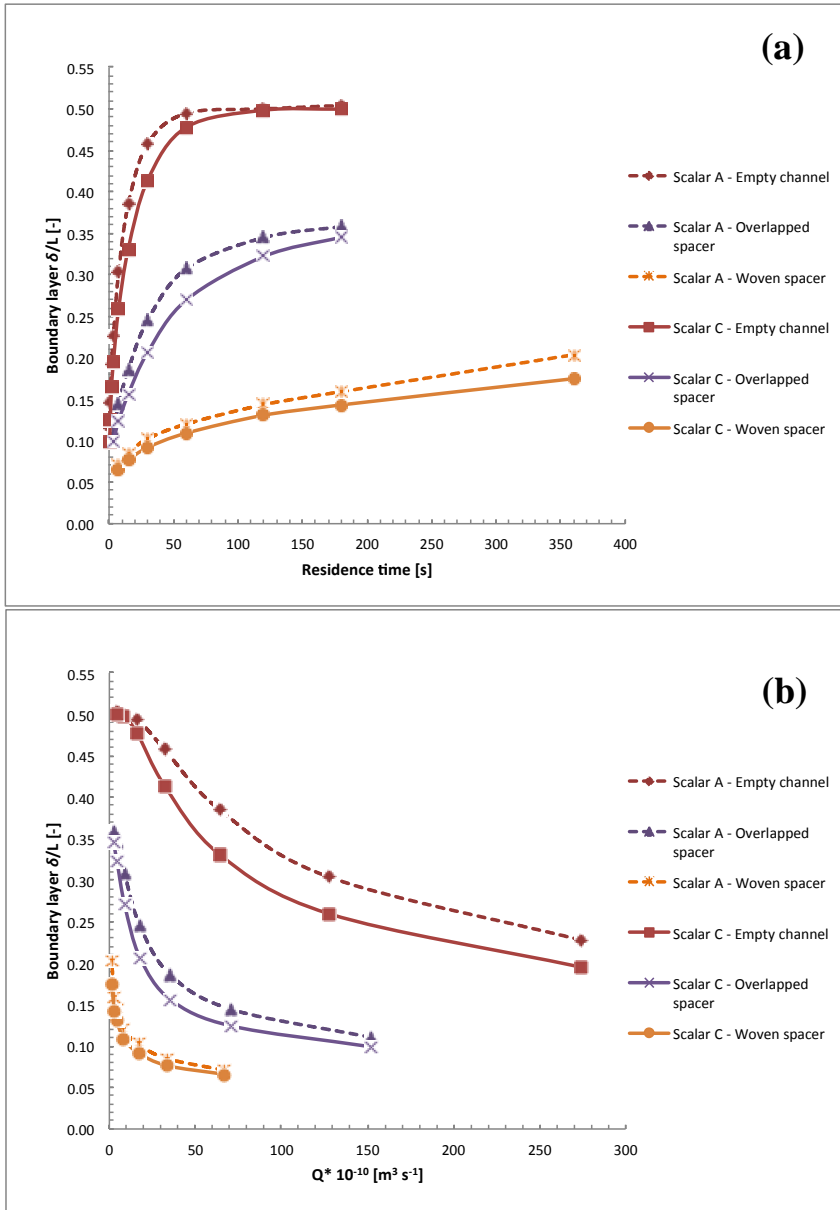 (a)
0.55
0.50
0.45
0.40
0.35
0.30
0.25
0.20
0.15
0.10
0.05
0.00
Boundary layer δ/L [-]
0 50 100 150 200 250 300 350 400
Residence time [s]
Scalar A - Empty channel
Scalar A - Overlapped
spacer
Scalar A - Woven spacer
Scalar C - Empty channel
Scalar C - Overlapped
spacer
Scalar C - Woven spacer
(b)
0.55
0.50
0.45
0.40
0.35
0.30
0.25
0.20
0.15
0.10
0.05
0.00
Boundary layer δ/L [-]
0 50 100 150 200 250 300
Q* 10⁻¹⁰ [m³ s⁻¹]
Scalar A - Empty channel
Scalar A - Overlapped
spacer
Scalar A - Woven spacer
Scalar C - Empty channel
Scalar C - Overlapped
spacer
Scalar C - Woven spacer